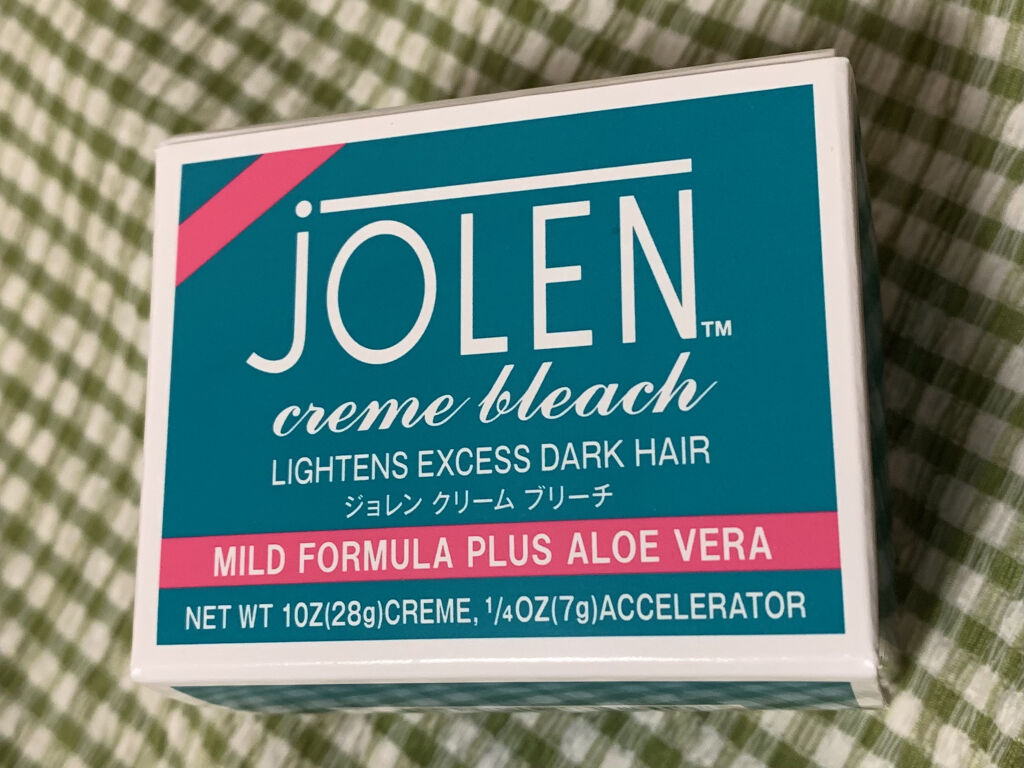 JOLEN™
creme bleach
LIGHTENS EXCESS DARK HAIR
ジョレン クリーム ブリーチ
MILD FORMULA PLUS ALOE VERA
NET WT 1OZ(28g)CREME, 1/4OZ(7g)ACCELERATOR